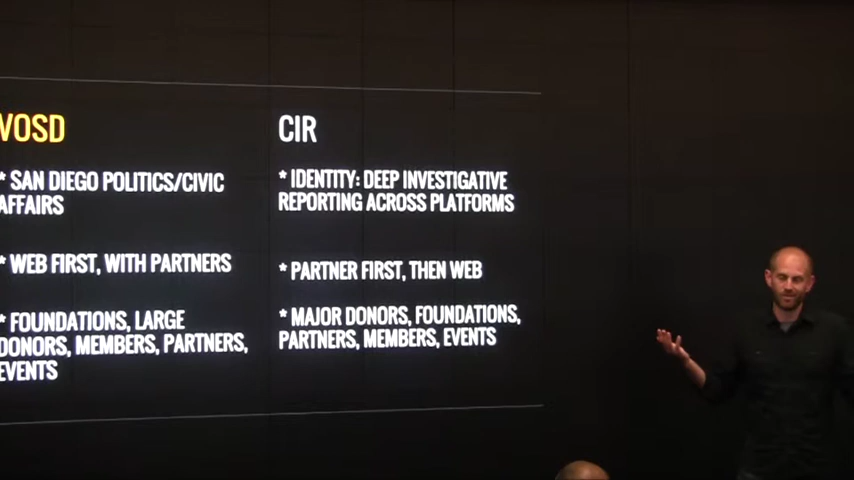 VOSD
* SAN DIEGO POLITICS/CIVIC
AFFAIRS
* WEB FIRST, WITH PARTNERS
* FOUNDATIONS, LARGE
DONORS, MEMBERS, PARTNERS,
EVENTS
CIR
* IDENTITY: DEEP INVESTIGATIVE
REPORTING ACROSS PLATFORMS
* PARTNER FIRST, THEN WEB
* MAJOR DONORS, FOUNDATIONS,
PARTNERS, MEMBERS, EVENTS